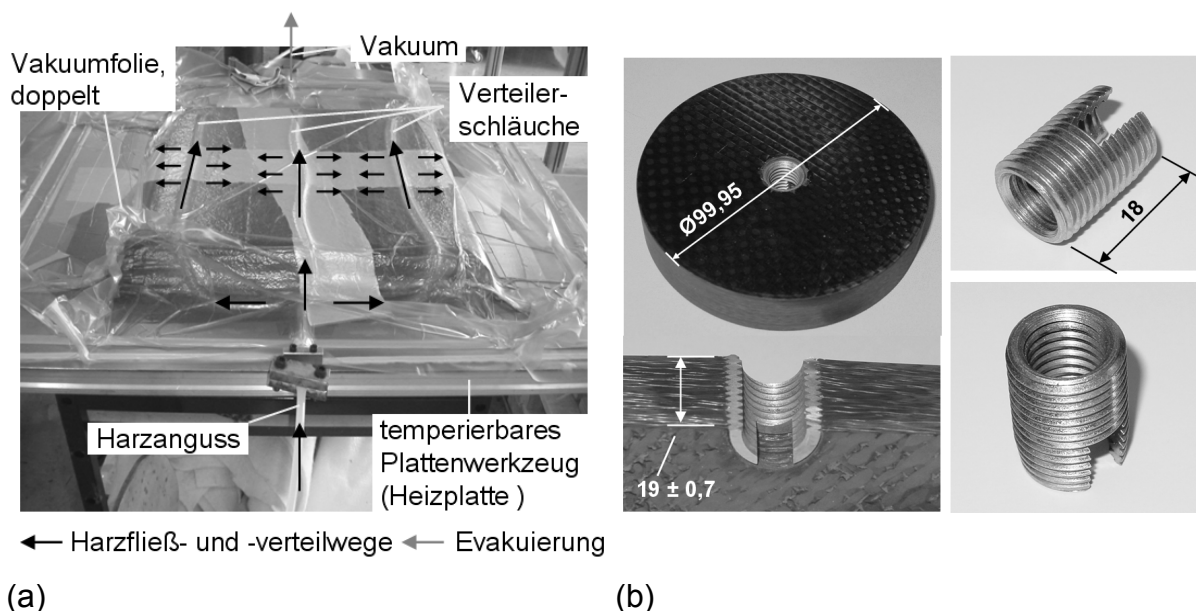 Vakuumfolie,
doppelt
Vakuum
Verteiler-
schläuche
Harzanguss
temperierbares
Plattenwerkzeug
(Heizplatte )
Harzfließ- und -verteilwege
Evakuierung
(a)
Ø99,95
19 ± 0,7
18
(b)